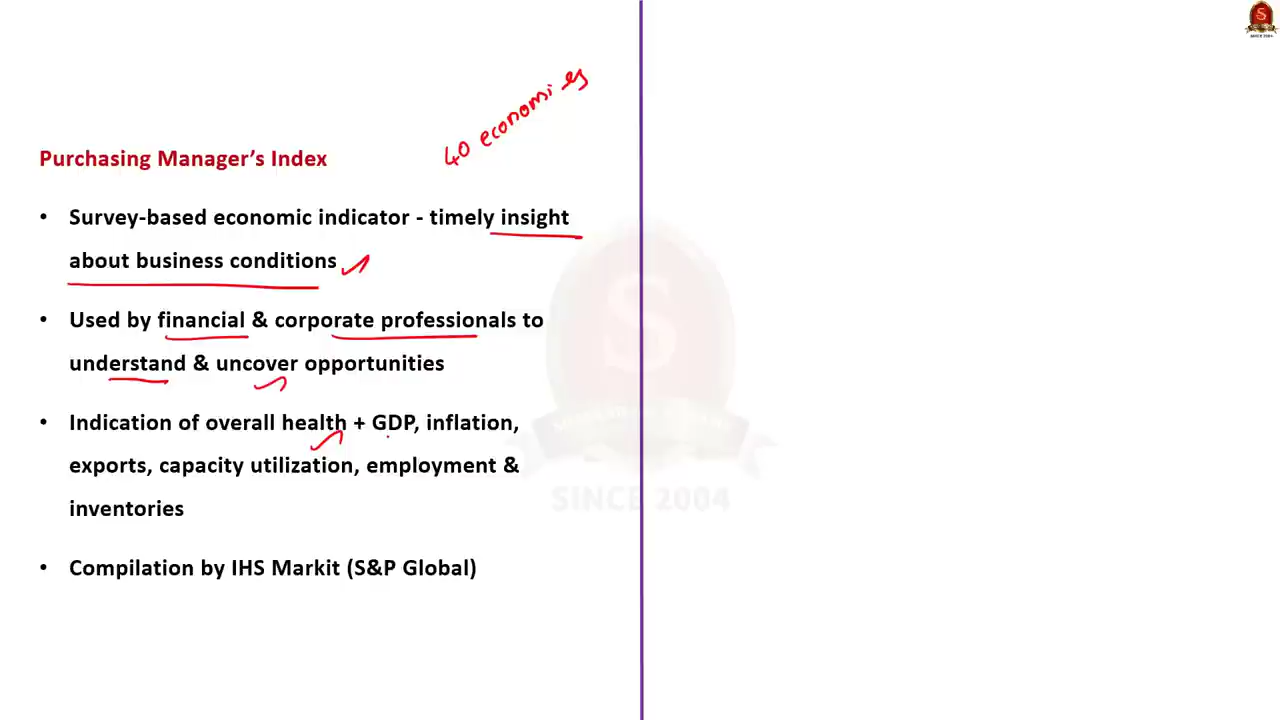 40 economies
Purchasing Manager's Index
• Survey-based economic indicator - timely insight
about business conditions
• Used by financial & corporate professionals to
understand & uncover opportunities
• Indication of overall health + GDP, inflation,
exports, capacity utilization, employment &
inventories
• Compilation by IHS Markit (S&P Global)
S
SINCE 2004
S
SINCE 2004